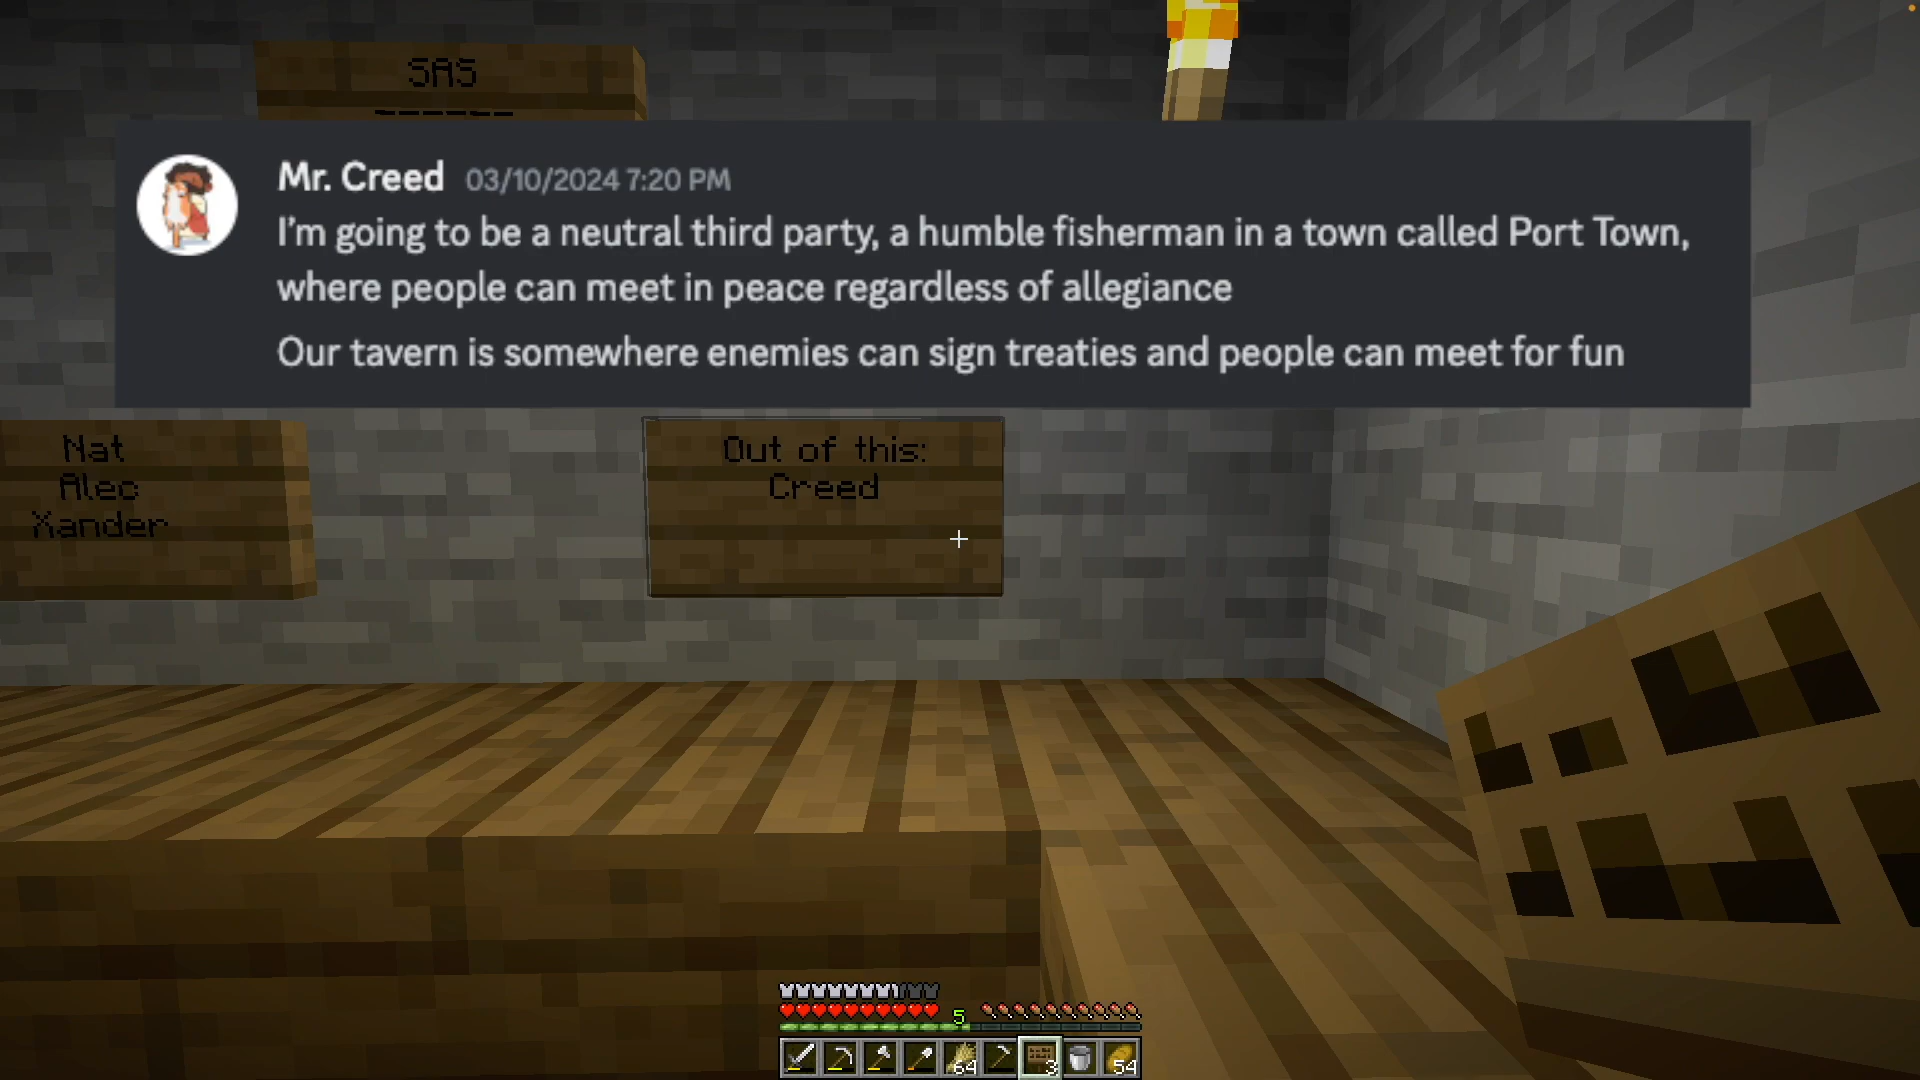 SAS
------
Mr. Creed 03/10/2024 7:20 PM
I'm going to be a neutral third party, a humble fisherman in a town called Port Town,
where people can meet in peace regardless of allegiance
Our tavern is somewhere enemies can sign treaties and people can meet for fun
Nat
Alec
Xander
Out of this:
Creed
5
64
3
54